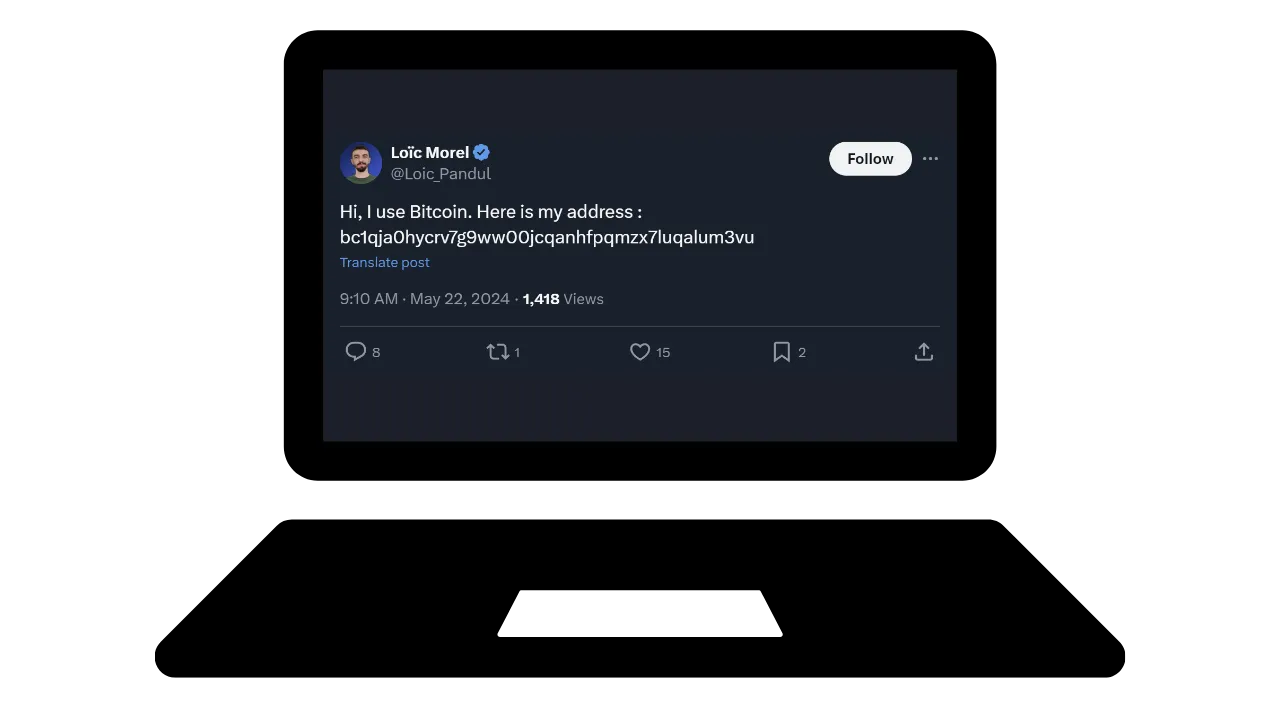 Loïc Morel
@Loic_Pandul
Follow
Hi, I use Bitcoin. Here is my address :
bc1qja0hycrv7g9ww00jcqanhfpqmzx7luqalum3vu
Translate post
9:10 AM · May 22, 2024 · 1,418 Views
8 1 15 2